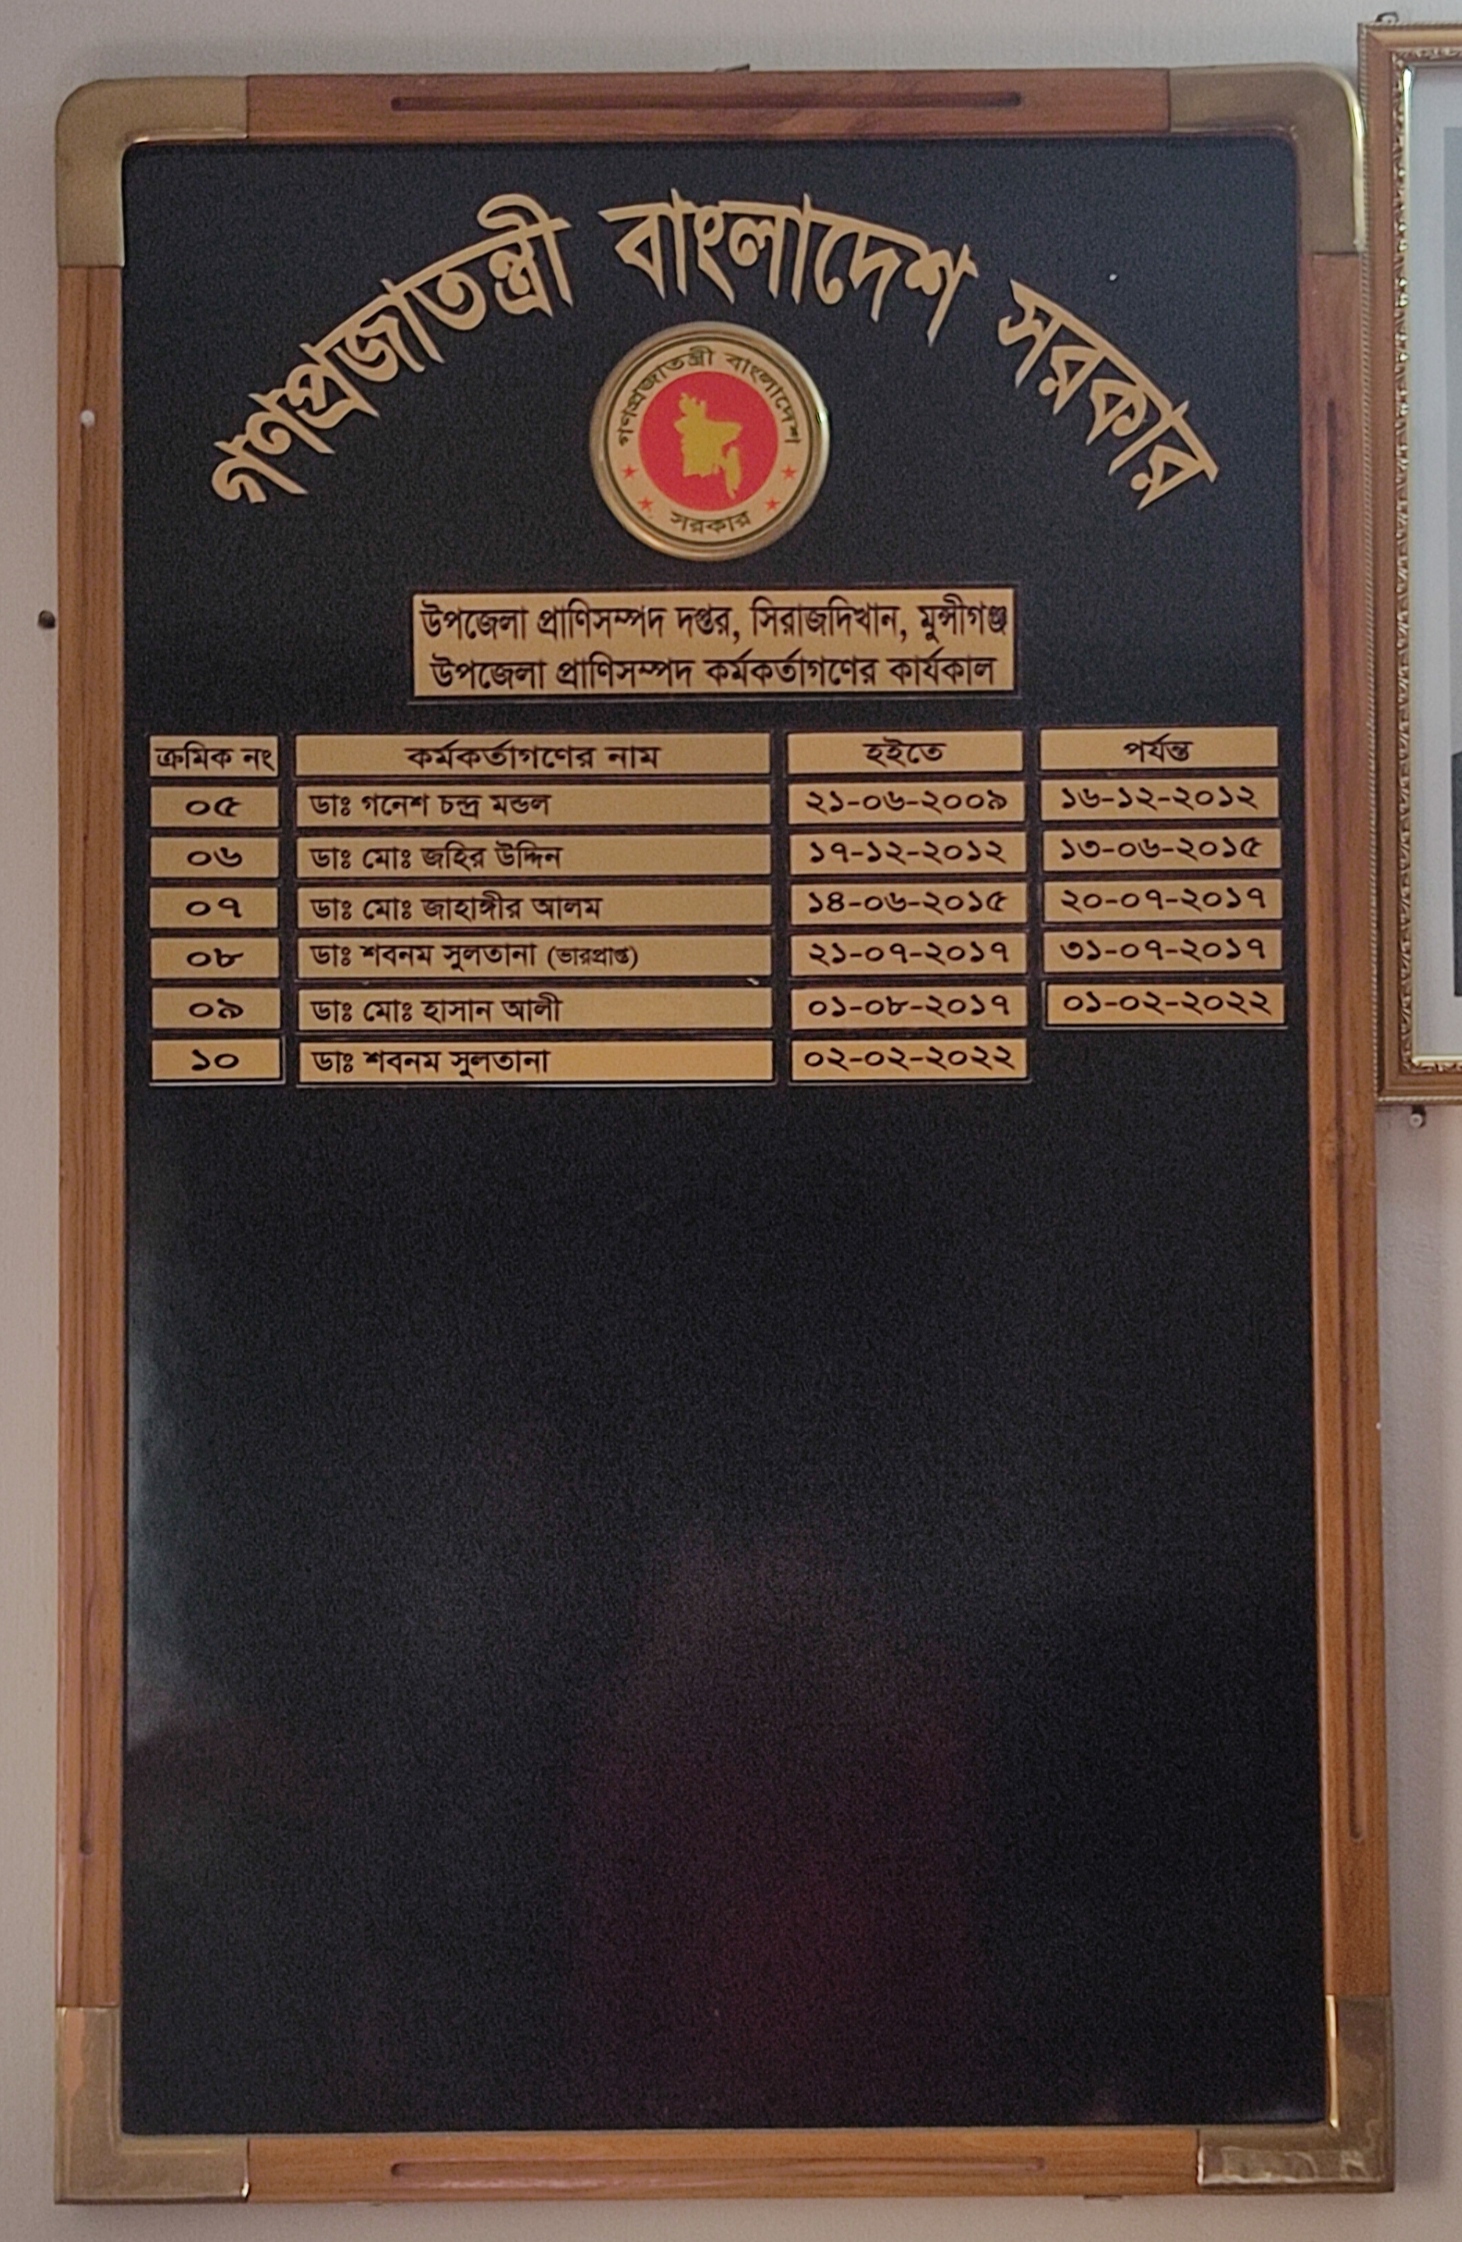 গণপ্রজাতন্ত্রী বাংলাদেশ সরকার
গণপ্রজাতন্ত্রী বাংলাদেশ
সরকার
উপজেলা প্রাণিসম্পদ দপ্তর, সিরাজদিখান, মুন্সীগঞ্জ
উপজেলা প্রাণিসম্পদ কর্মকর্তাগণের কার্যকাল
ক্রমিক নং কর্মকর্তাগণের নাম হইতে পর্যন্ত
০৫ ডাঃ গনেশ চন্দ্র মন্ডল ২১-০৬-২০০৯ ১৬-১২-২০১২
০৬ ডাঃ মোঃ জহির উদ্দিন ১৭-১২-২০১২ ১৩-০৬-২০১৫
০৭ ডাঃ মোঃ জাহাঙ্গীর আলম ১৪-০৬-২০১৫ ২০-০৭-২০১৭
০৮ ডাঃ শবনম সুলতানা (ভারপ্রাপ্ত) ২১-০৭-২০১৭ ৩১-০৭-২০১৭
০৯ ডাঃ মোঃ হাসান আলী ০১-০৮-২০১৭ ০১-০২-২০২২
১০ ডাঃ শবনম সুলতানা ০২-০২-২০২২